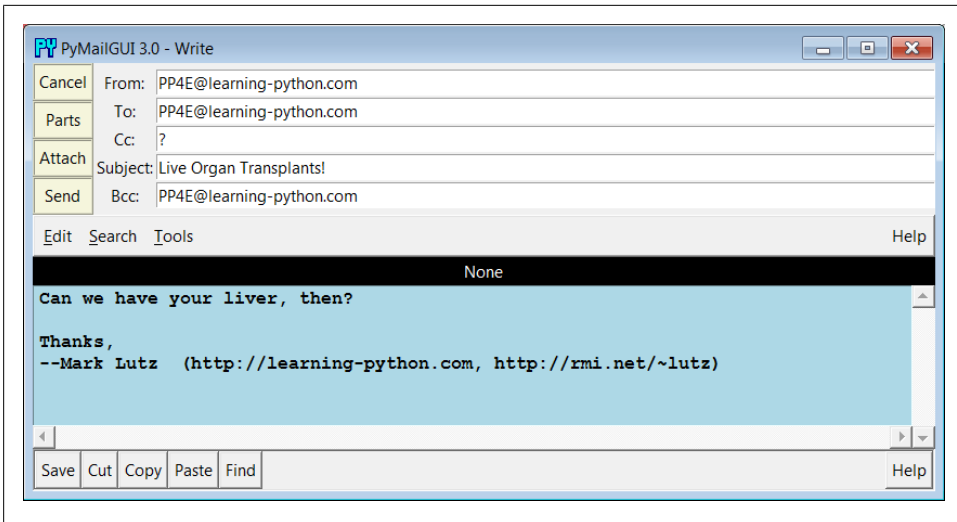 PY PyMailGUI 3.0 - Write
Cancel From: PP4E@learning-python.com
Parts To: PP4E@learning-python.com
Cc: ?
Attach Subject: Live Organ Transplants!
Send Bcc: PP4E@learning-python.com
Edit Search Tools Help
None
Can we have your liver, then?
Thanks,
--Mark Lutz (http://learning-python.com, http://rmi.net/~lutz)
Save Cut Copy Paste Find Help